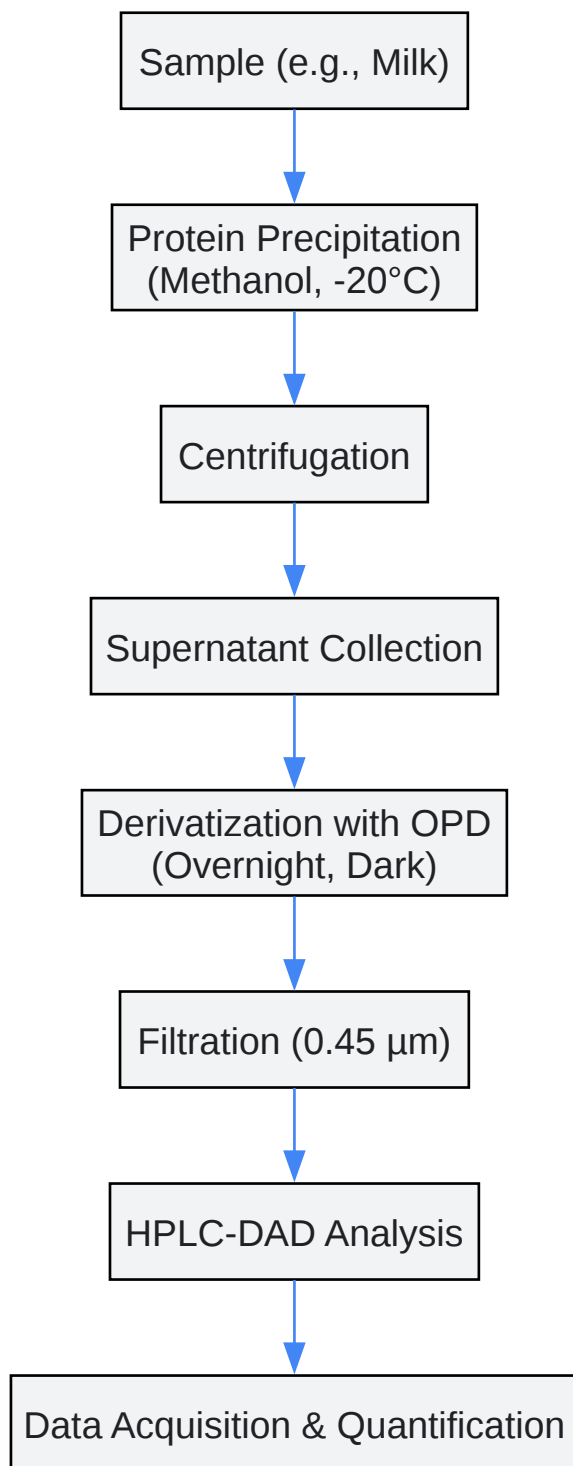 Sample (e.g., Milk)
Protein Precipitation
(Methanol, -20°C)
Centrifugation
Supernatant Collection
Derivatization with OPD
(Overnight, Dark)
Filtration (0.45 µm)
HPLC-DAD Analysis
Data Acquisition & Quantification